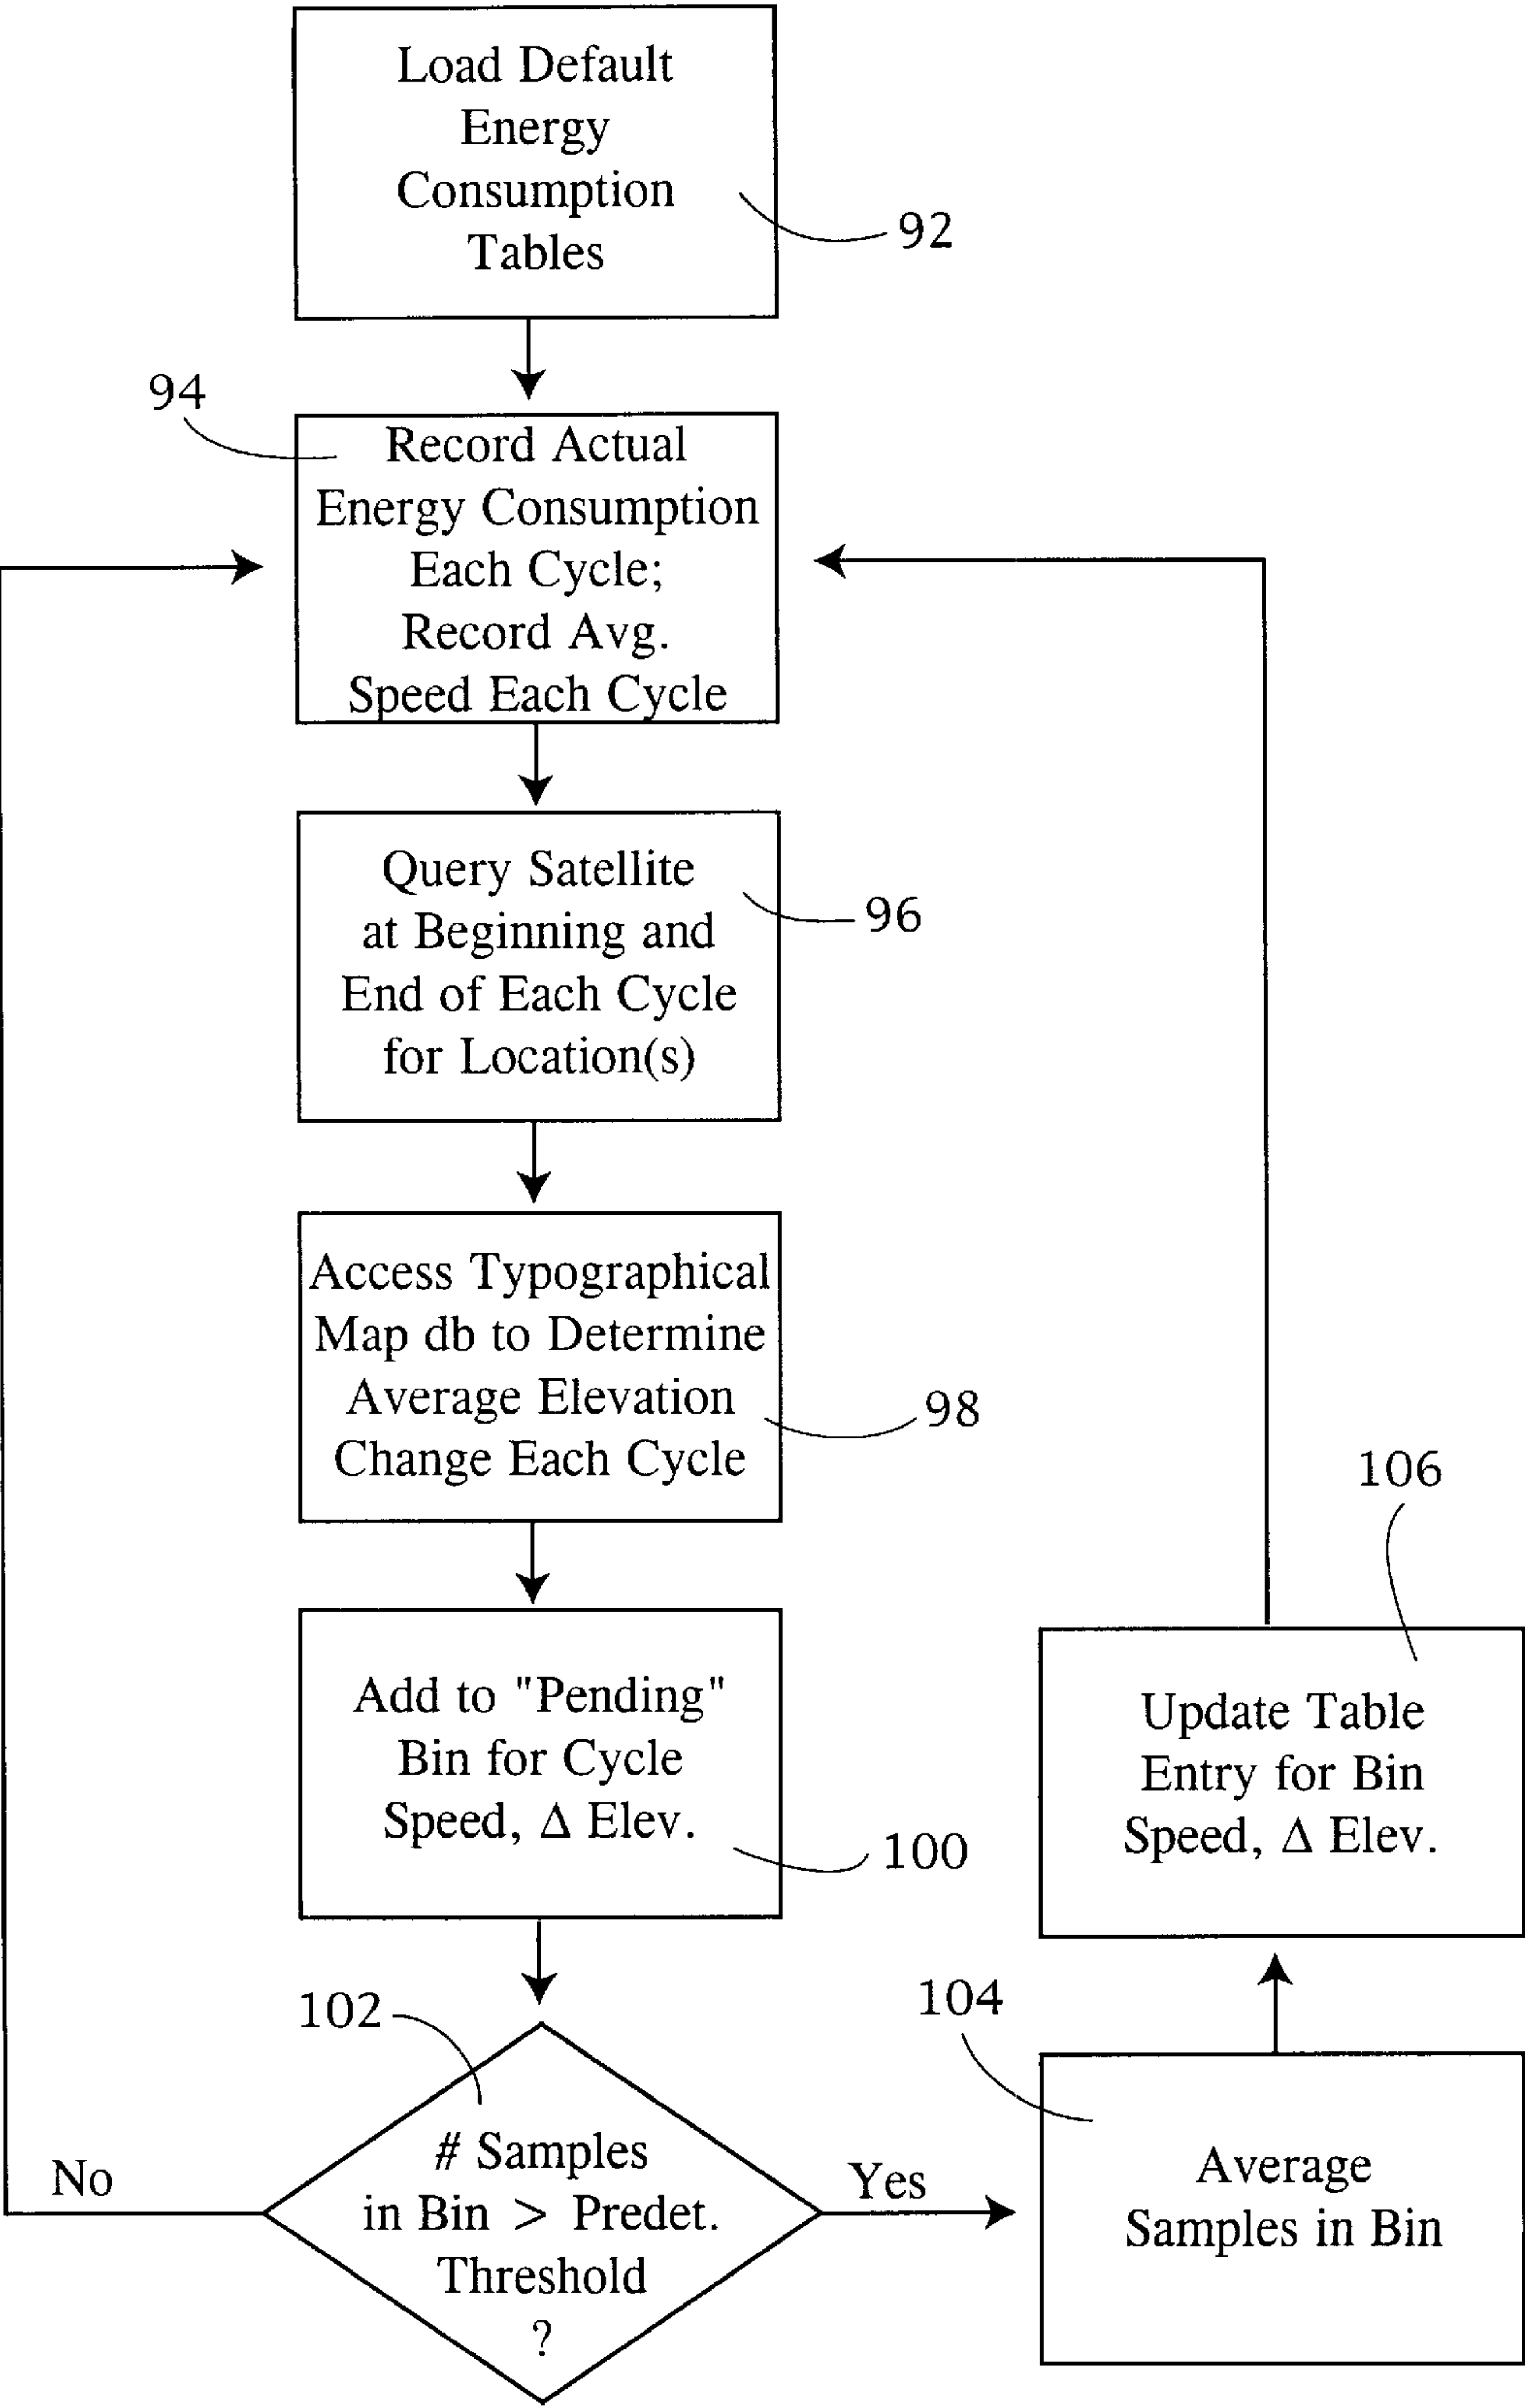 Load Default
Energy
Consumption
Tables
92
94
Record Actual
Energy Consumption
Each Cycle;
Record Avg.
Speed Each Cycle
Query Satellite
at Beginning and
End of Each Cycle
for Location(s)
96
Access Typographical
Map db to Determine
Average Elevation
Change Each Cycle
98
Add to "Pending"
Bin for Cycle
Speed, Δ Elev.
100
102
# Samples
in Bin > Predet.
Threshold
?
No
Yes
104
Average
Samples in Bin
106
Update Table
Entry for Bin
Speed, Δ Elev.